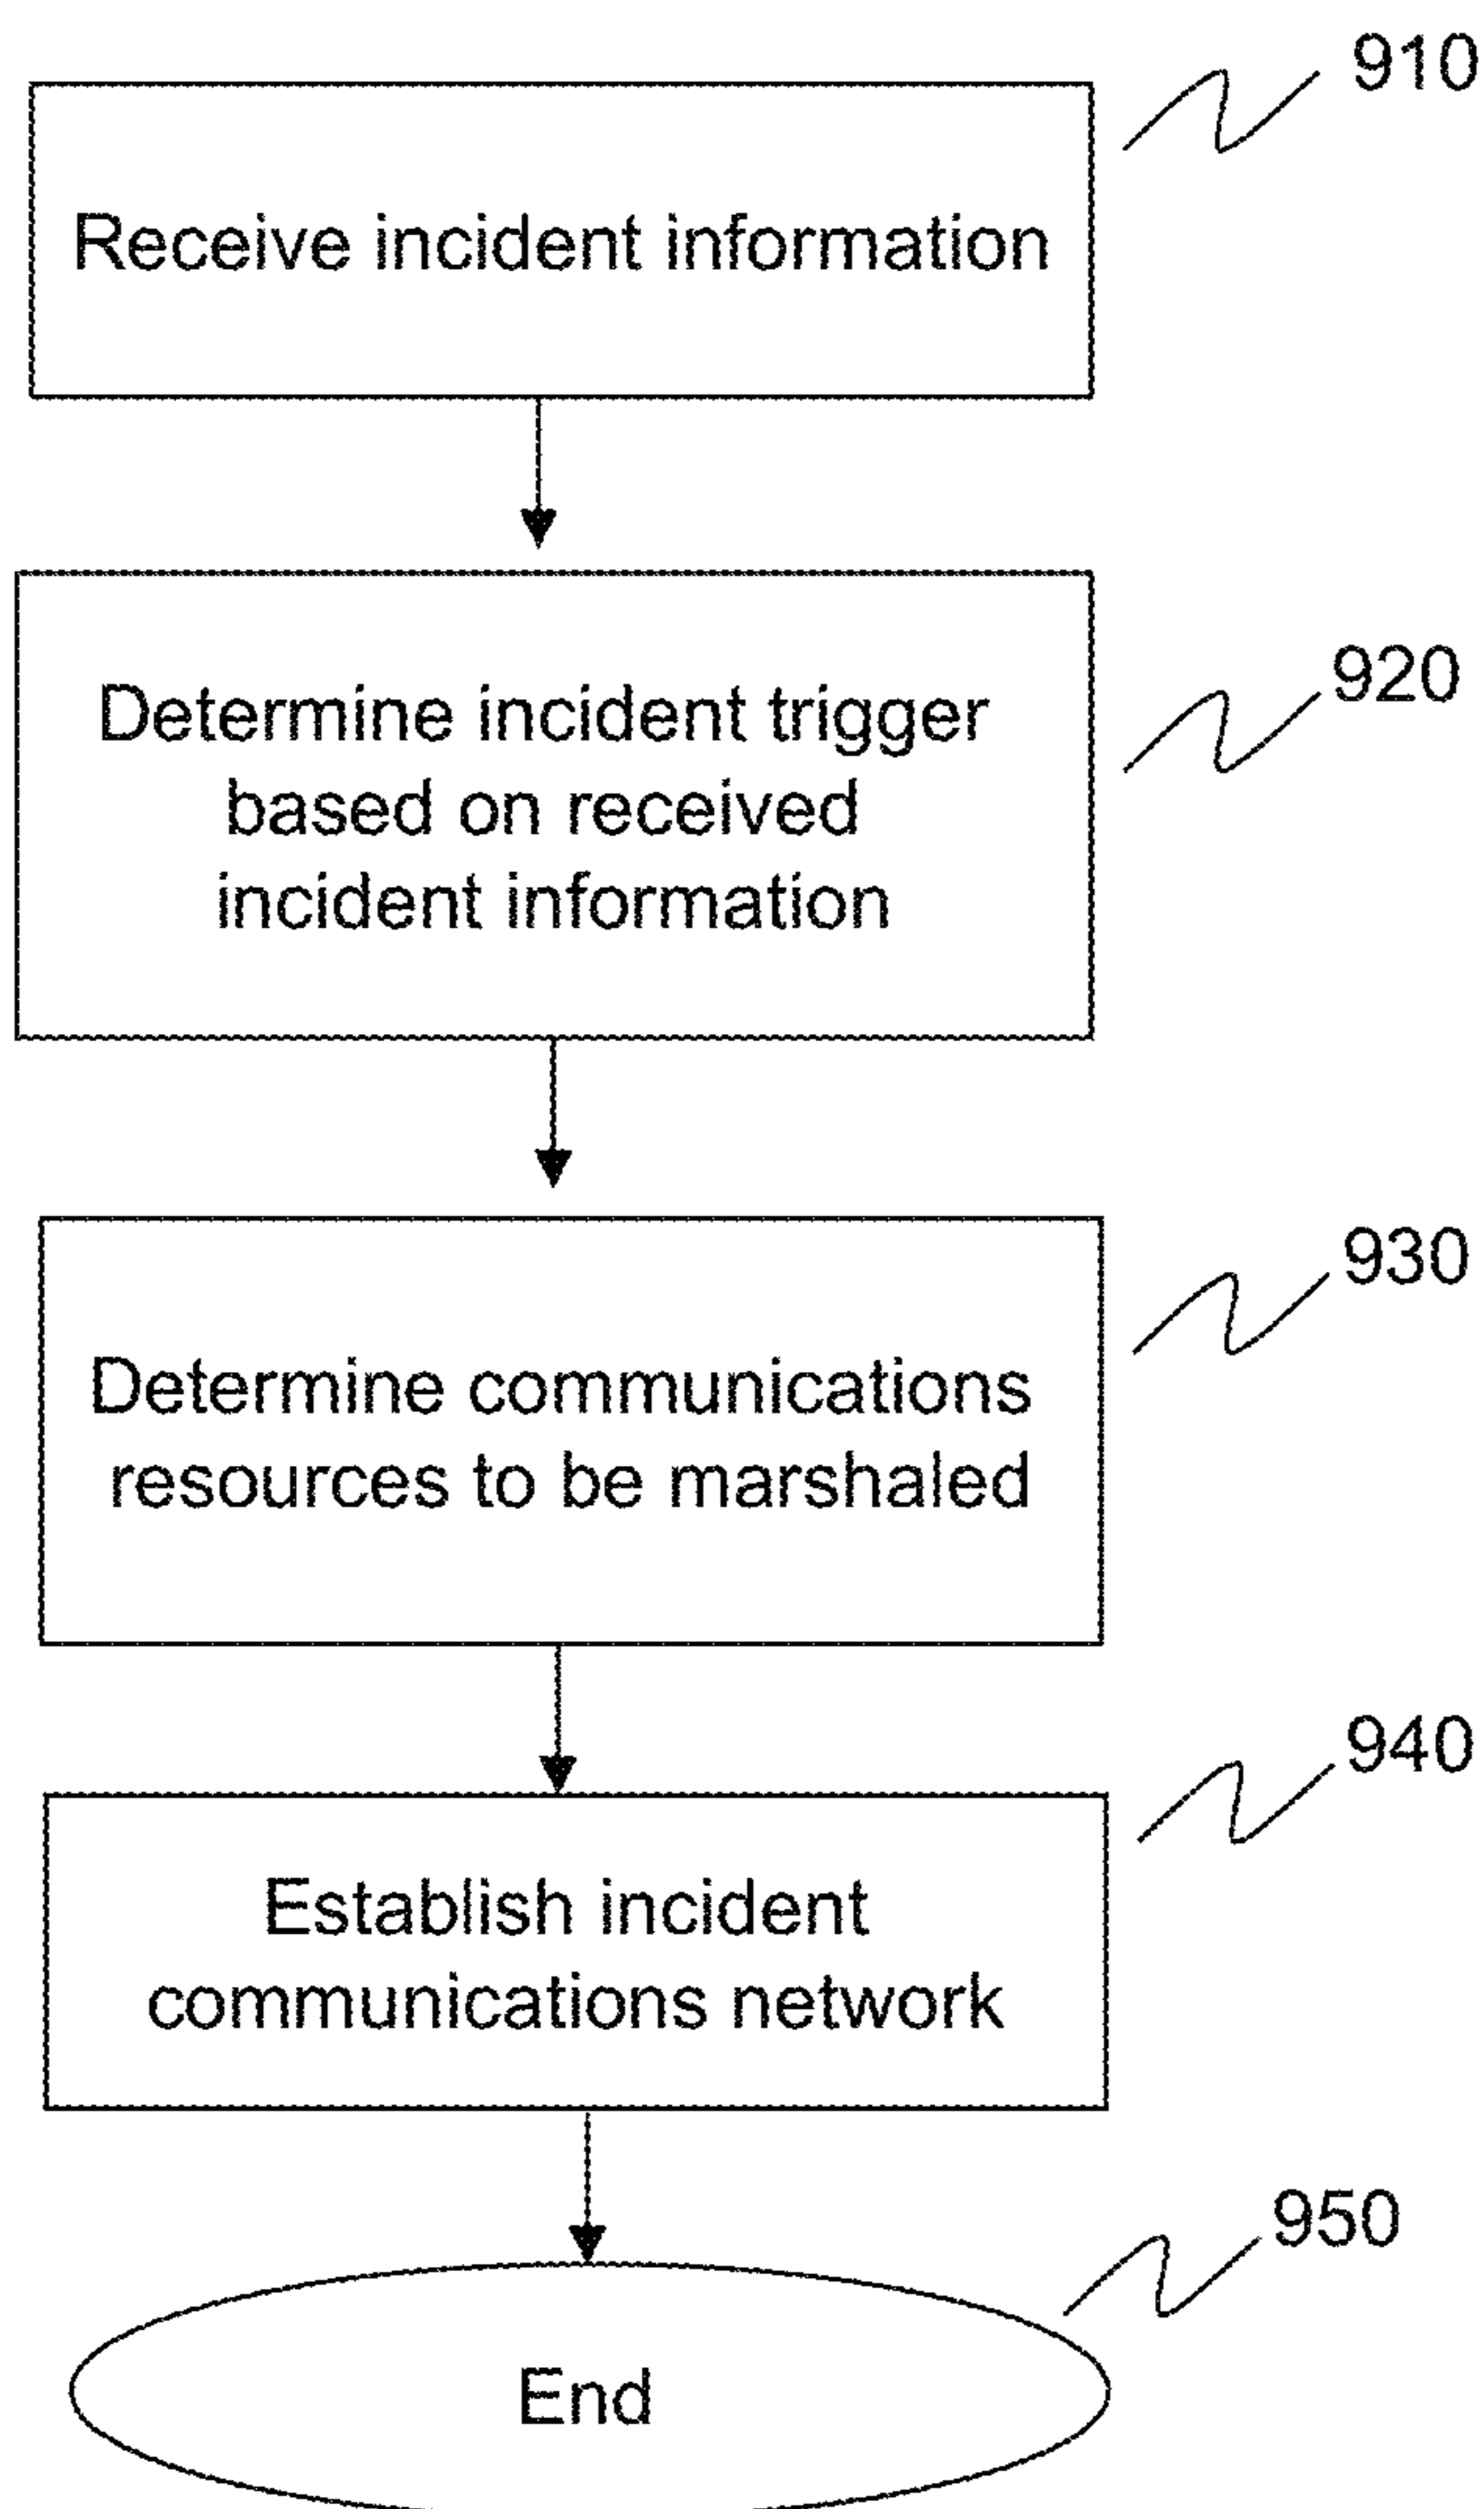 910
Receive incident information
920
Determine incident trigger
based on received
incident information
930
Determine communications
resources to be marshaled
940
Establish incident
communications network
950
End